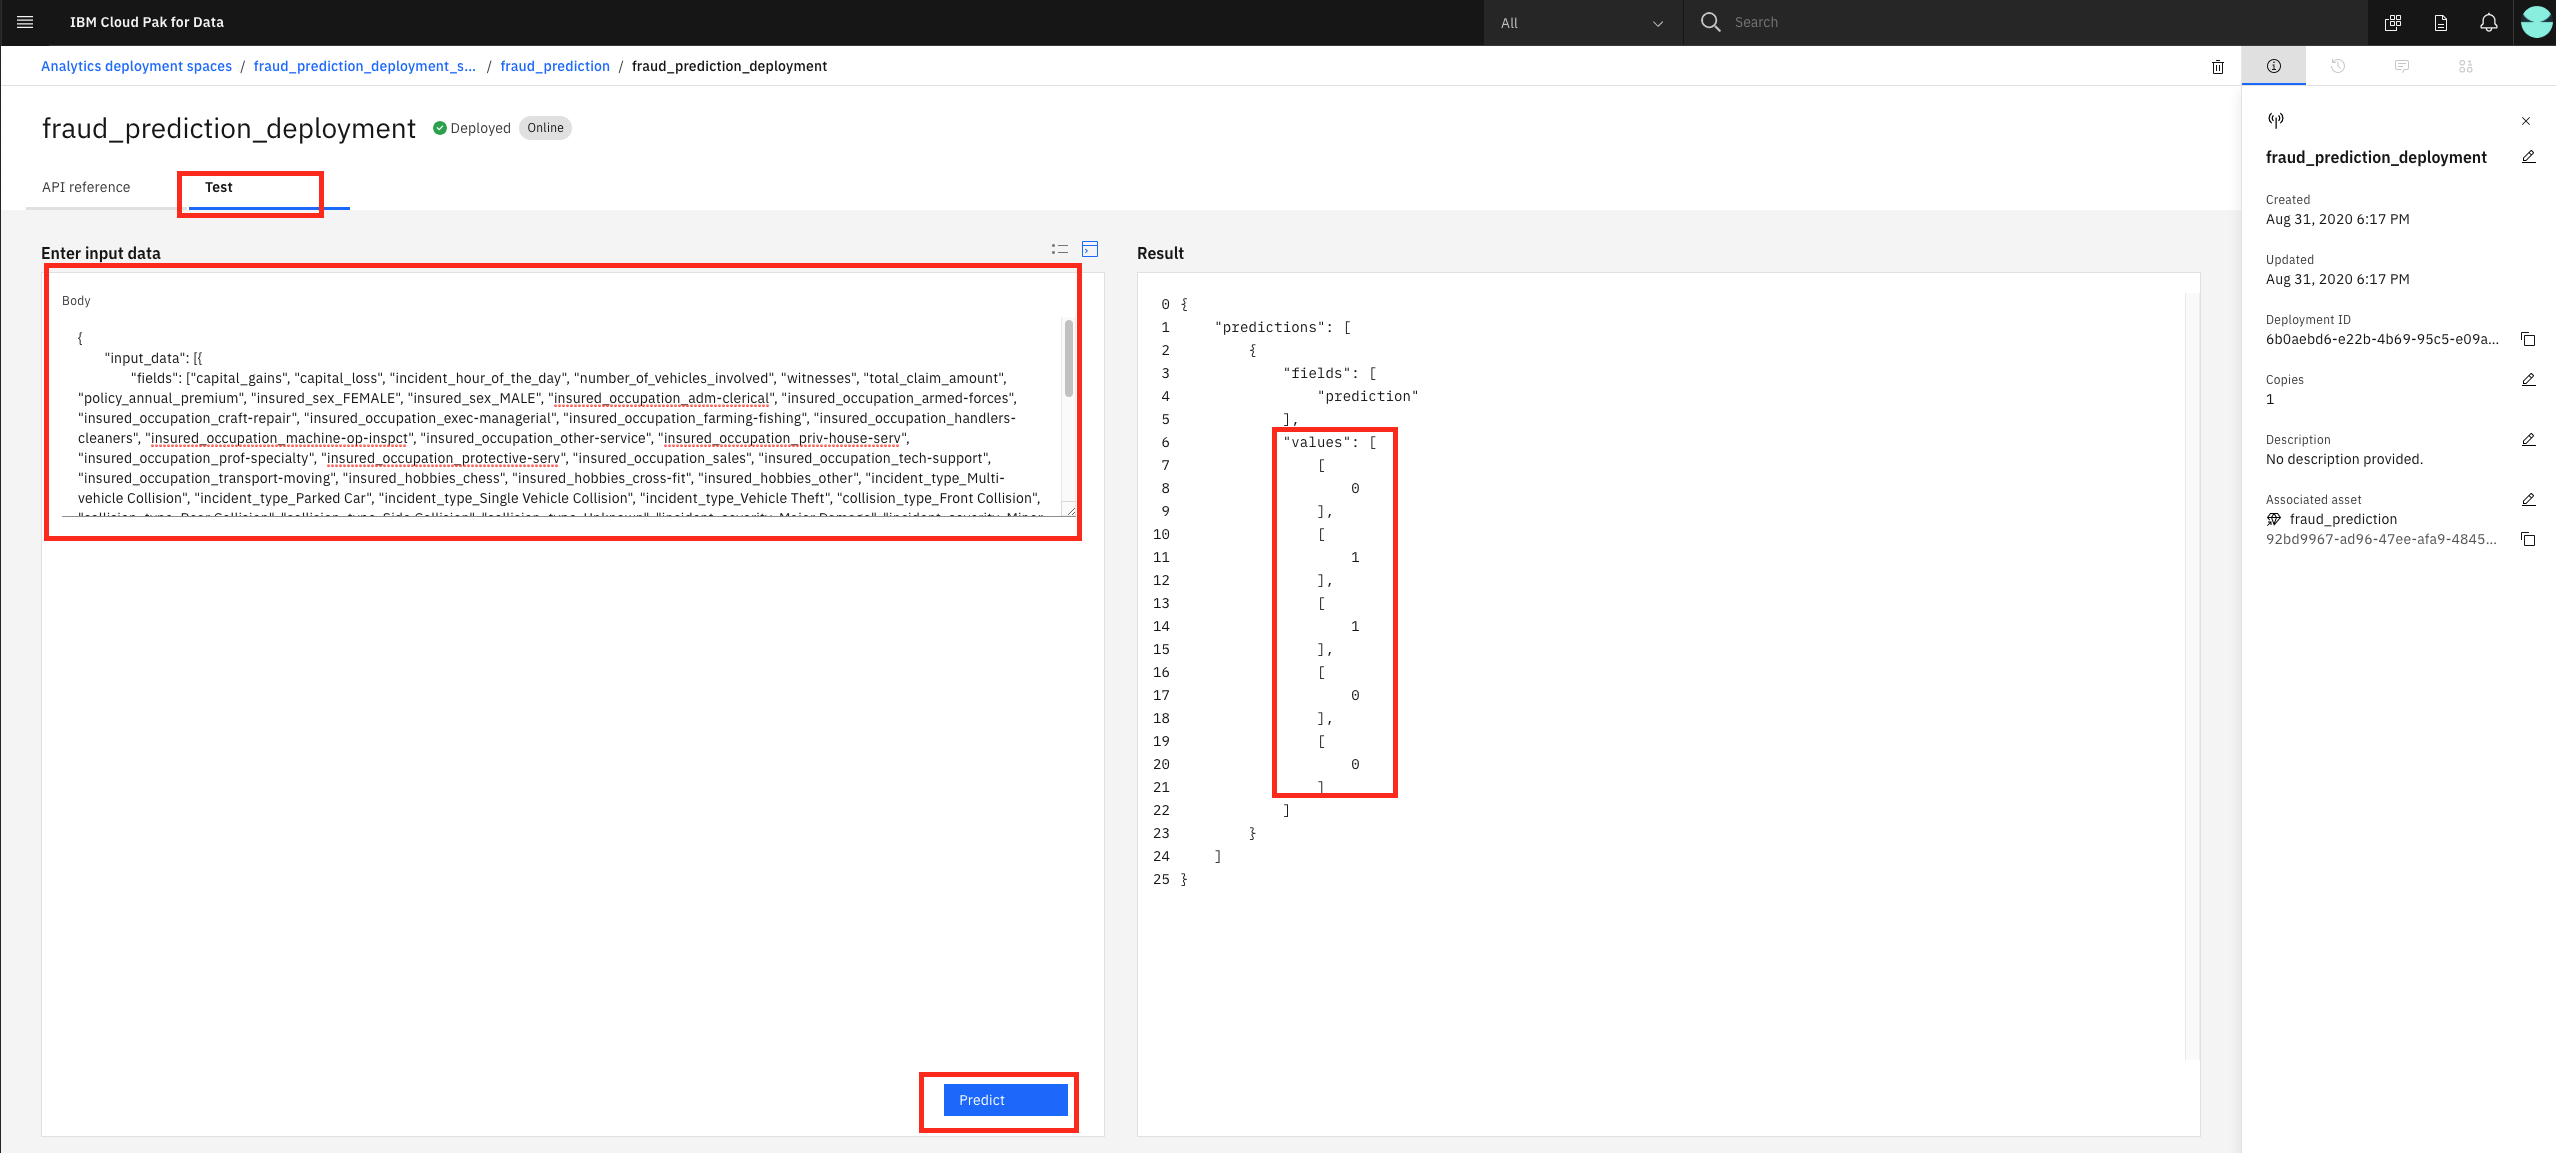 IBM Cloud Pak for Data
All
Search
Analytics deployment spaces / fraud_prediction_deployment_s... / fraud_prediction / fraud_prediction_deployment
fraud_prediction_deployment
Deployed
Online
API reference
Test
Enter input data
Body
{
"input_data": [{
"fields": ["capital_gains", "capital_loss", "incident_hour_of_the_day", "number_of_vehicles_involved", "witnesses", "total_claim_amount",
"policy_annual_premium", "insured_sex_FEMALE", "insured_sex_MALE", "insured_occupation_adm-clerical", "insured_occupation_armed-forces",
"insured_occupation_craft-repair", "insured_occupation_exec-managerial", "insured_occupation_farming-fishing", "insured_occupation_handlers-
cleaners", "insured_occupation_machine-op-inspct", "insured_occupation_other-service", "insured_occupation_priv-house-serv",
"insured_occupation_prof-specialty", "insured_occupation_protective-serv", "insured_occupation_sales", "insured_occupation_tech-support",
"insured_occupation_transport-moving", "insured_hobbies_chess", "insured_hobbies_cross-fit", "insured_hobbies_other", "incident_type_Multi-
vehicle Collision", "incident_type_Parked Car", "incident_type_Single Vehicle Collision", "incident_type_Vehicle Theft", "collision_type_Front Collision",
"collision_type_Rear Collision", "collision_type_Side Collision", "collision_type_Unknown", "incident_severity_Major Damage", "incident_severity_Minor
Predict
Result
0 {
1 "predictions": [
2 {
3 "fields": [
4 "prediction"
5 ],
6 "values": [
7 [
8 0
9 ],
10 [
11 1
12 ],
13 [
14 1
15 ],
16 [
17 0
18 ],
19 [
20 0
21 ]
22 ]
23 }
24 ]
25 }
fraud_prediction_deployment
Created
Aug 31, 2020 6:17 PM
Updated
Aug 31, 2020 6:17 PM
Deployment ID
6b0aebd6-e22b-4b69-95c5-e09a...
Copies
1
Description
No description provided.
Associated asset
fraud_prediction
92bd9967-ad96-47ee-afa9-4845...